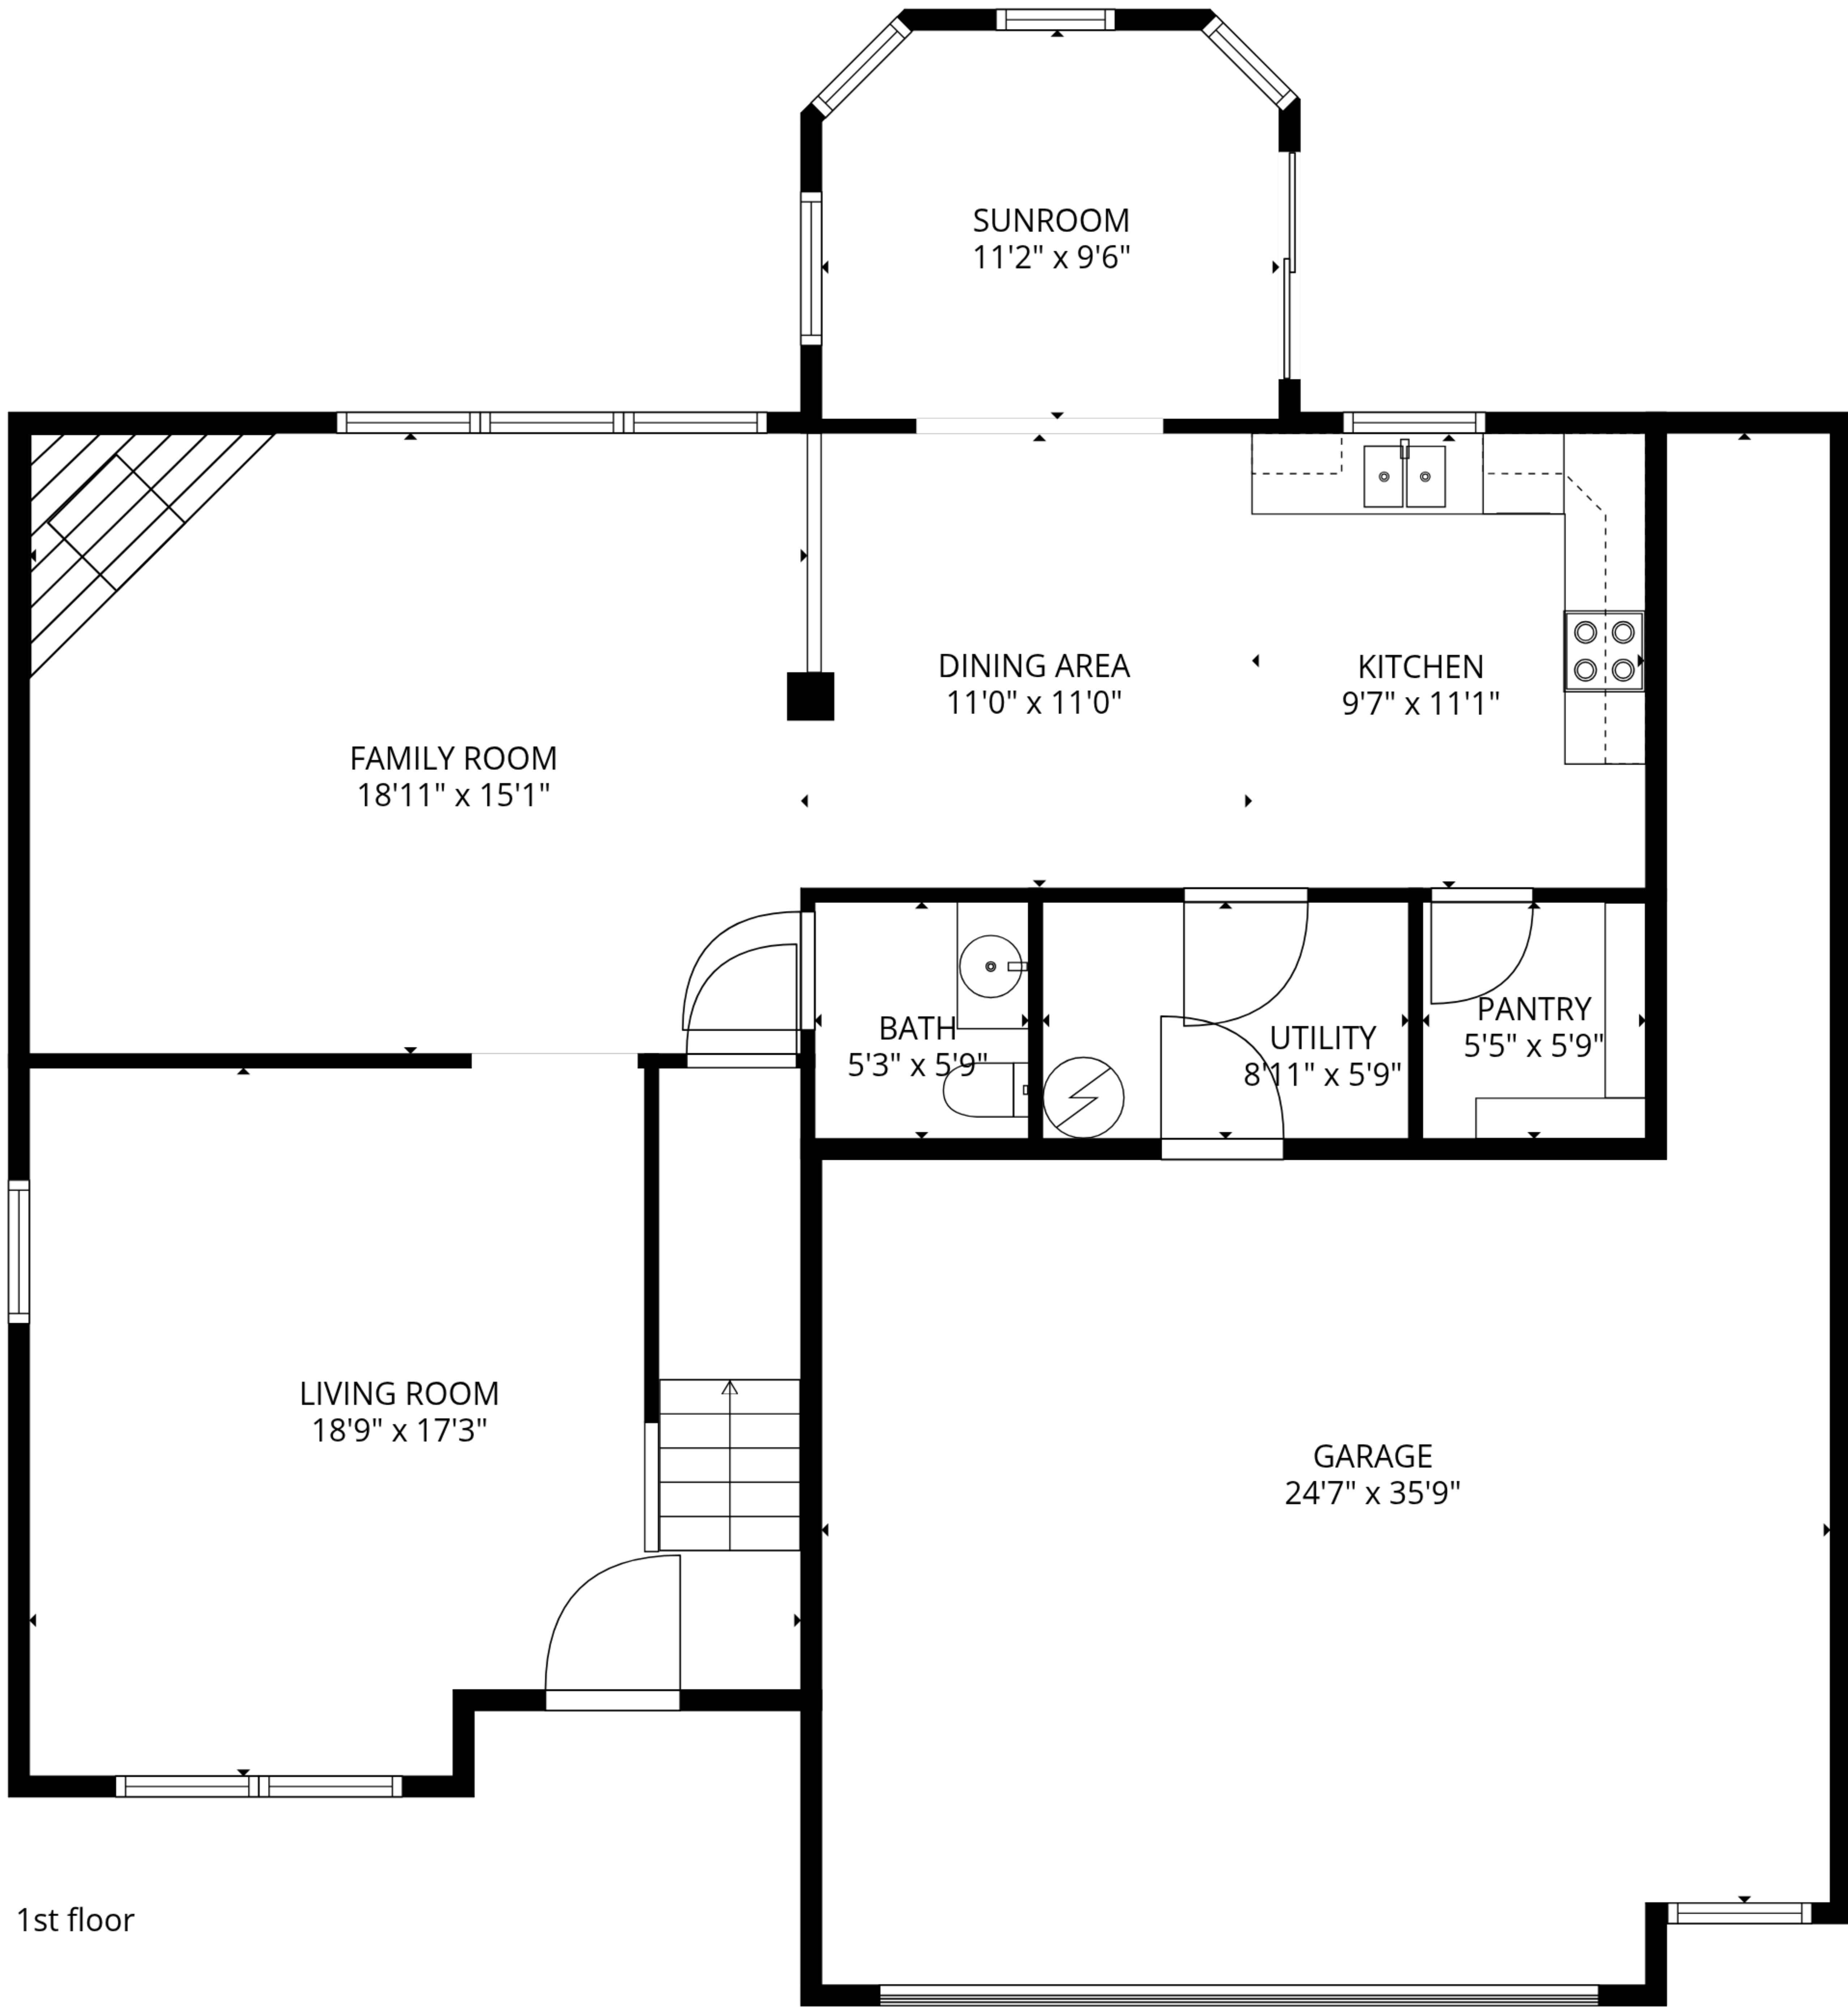 SUNROOM
11'2" x 9'6"
DINING AREA
11'0" x 11'0"
KITCHEN
9'7" x 11'1"
FAMILY ROOM
18'11" x 15'1"
BATH
5'3" x 5'9"
UTILITY
8'11" x 5'9"
PANTRY
5'5" x 5'9"
LIVING ROOM
18'9" x 17'3"
GARAGE
24'7" x 35'9"
1st floor